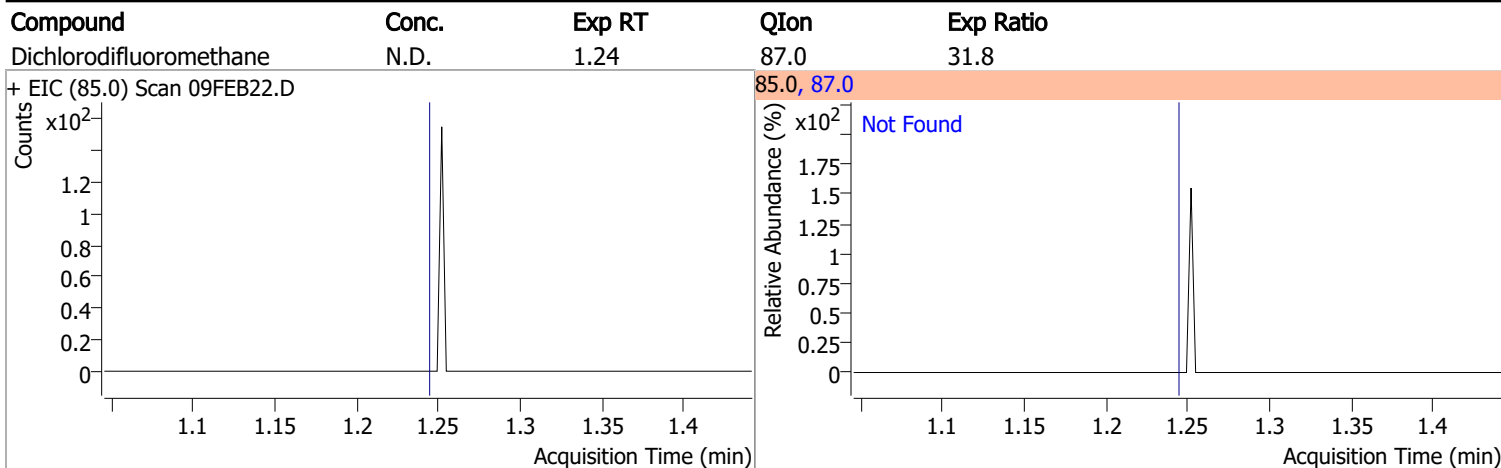 Compound Conc. Exp RT QIon Exp Ratio
Dichlorodifluoromethane N.D. 1.24 87.0 31.8
+ EIC (85.0) Scan 09FEB22.D
Counts
x10²
1.2
1
0.8
0.6
0.4
0.2
0
1.1 1.15 1.2 1.25 1.3 1.35 1.4
Acquisition Time (min)
85.0, 87.0
Relative Abundance (%)
x10²
Not Found
1.75
1.5
1.25
1
0.75
0.5
0.25
0
1.1 1.15 1.2 1.25 1.3 1.35 1.4
Acquisition Time (min)